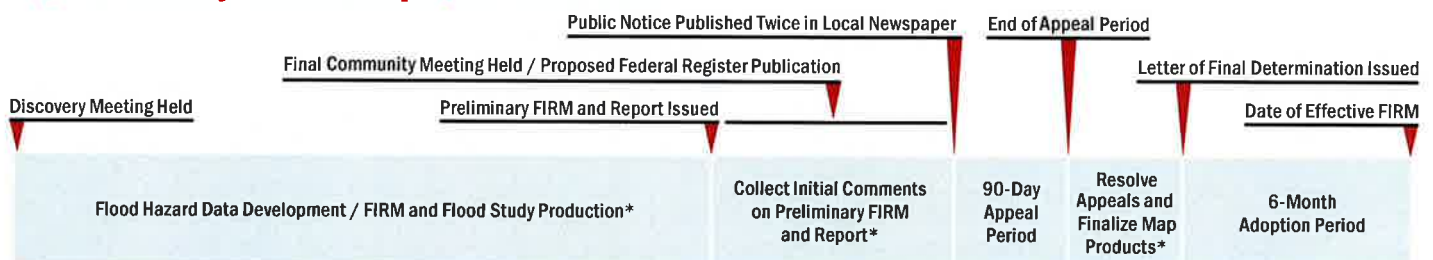 Public Notice Published Twice in Local Newspaper
End of Appeal Period
Final Community Meeting Held / Proposed Federal Register Publication
Letter of Final Determination Issued
Discovery Meeting Held
Preliminary FIRM and Report Issued
Date of Effective FIRM
Flood Hazard Data Development / FIRM and Flood Study Production*
Collect Initial Comments
on Preliminary FIRM
and Report*
90-Day
Appeal
Period
Resolve
Appeals and
Finalize Map
Products*
6-Month
Adoption Period